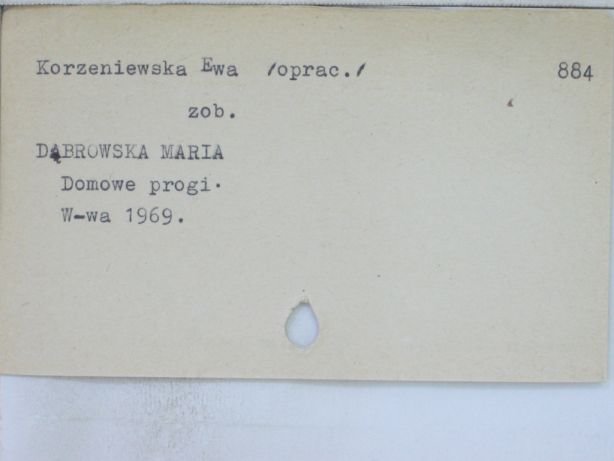 Korzeniewska Ewa /oprac./ 884
zob.
DĄBROWSKA MARIA
Domowe progi.
W-wa 1969.